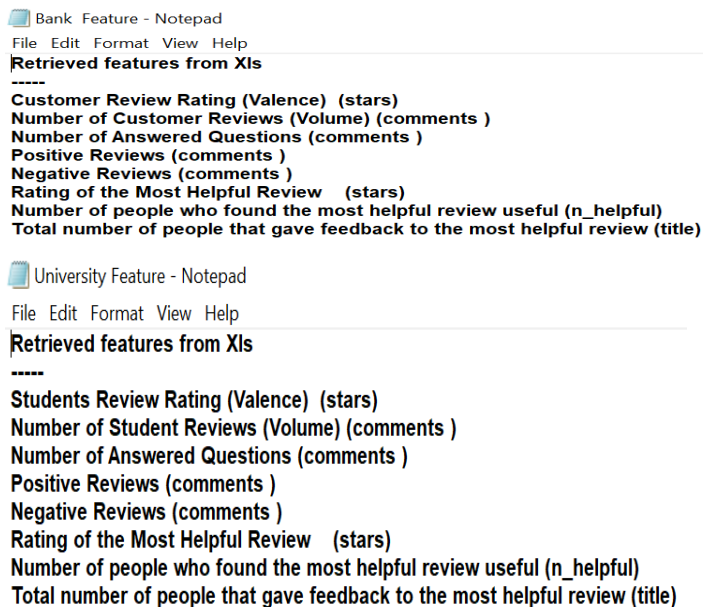 Bank Feature - Notepad
File Edit Format View Help
Retrieved features from Xls
-----
Customer Review Rating (Valence) (stars)
Number of Customer Reviews (Volume) (comments )
Number of Answered Questions (comments )
Positive Reviews (comments )
Negative Reviews (comments )
Rating of the Most Helpful Review (stars)
Number of people who found the most helpful review useful (n_helpful)
Total number of people that gave feedback to the most helpful review (title)
University Feature - Notepad
File Edit Format View Help
Retrieved features from Xls
-----
Students Review Rating (Valence) (stars)
Number of Student Reviews (Volume) (comments )
Number of Answered Questions (comments )
Positive Reviews (comments )
Negative Reviews (comments )
Rating of the Most Helpful Review (stars)
Number of people who found the most helpful review useful (n_helpful)
Total number of people that gave feedback to the most helpful review (title)